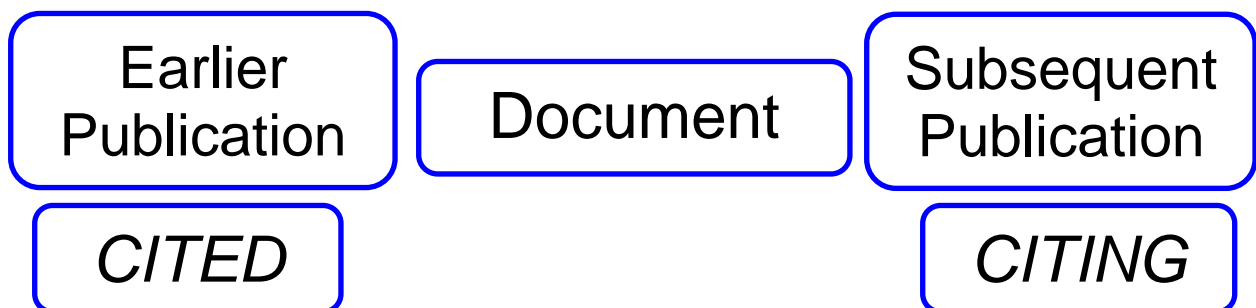 Earlier
Publication
Document
Subsequent
Publication
CITED
CITING